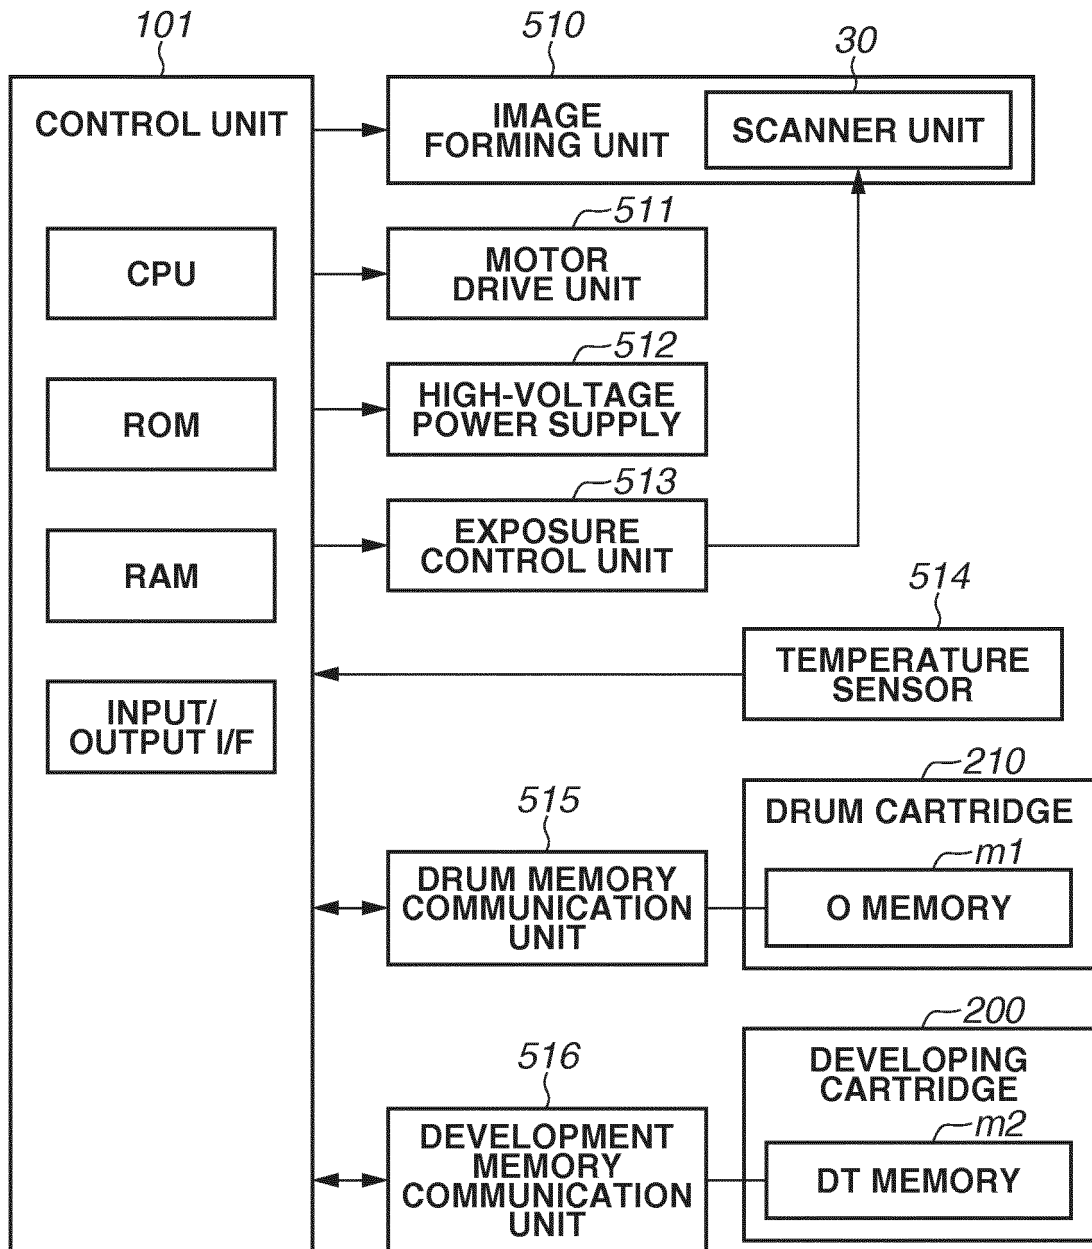 101
CONTROL UNIT
CPU
ROM
RAM
INPUT/
OUTPUT I/F
510
IMAGE
FORMING UNIT
30
SCANNER UNIT
511
MOTOR
DRIVE UNIT
512
HIGH-VOLTAGE
POWER SUPPLY
513
EXPOSURE
CONTROL UNIT
514
TEMPERATURE
SENSOR
515
DRUM MEMORY
COMMUNICATION
UNIT
210
DRUM CARTRIDGE
m1
O MEMORY
516
DEVELOPMENT
MEMORY
COMMUNICATION
UNIT
200
DEVELOPING
CARTRIDGE
m2
DT MEMORY